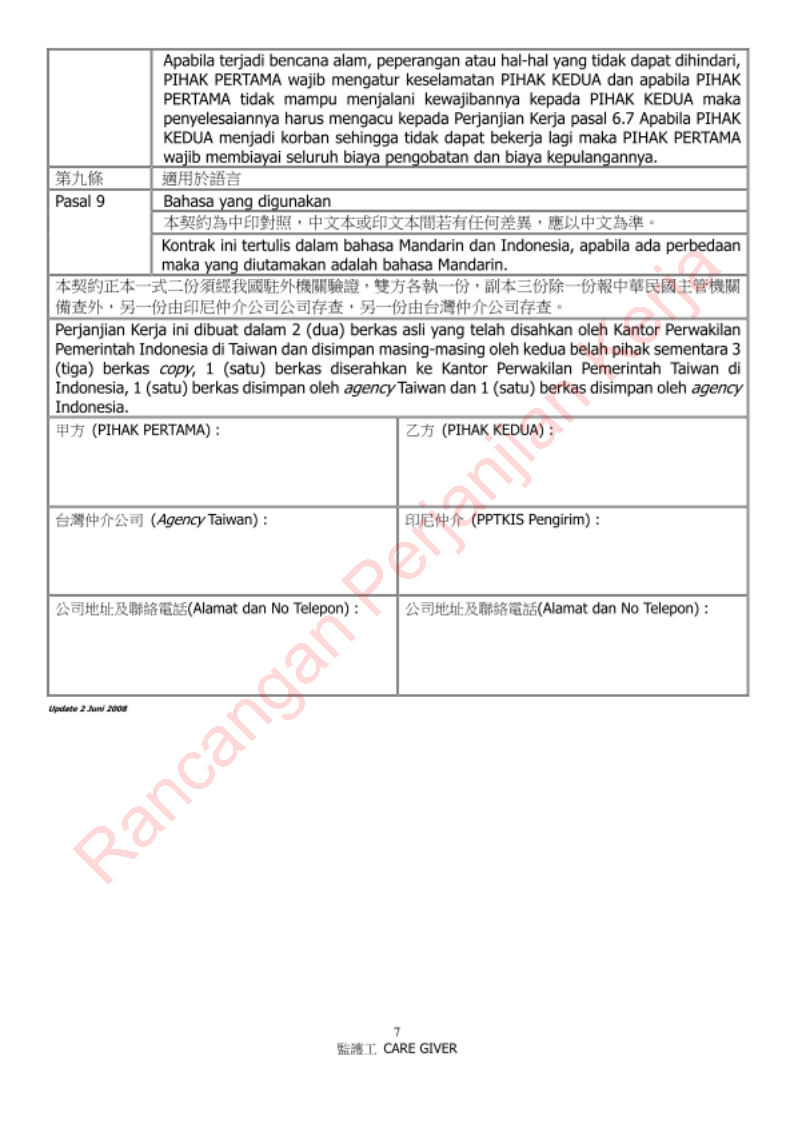 Apabila terjadi bencana alam, peperangan atau hal-hal yang tidak dapat dihindari,
PIHAK PERTAMA wajib mengatur keselamatan PIHAK KEDUA dan apabila PIHAK
PERTAMA tidak mampu menjalani kewajibannya kepada PIHAK KEDUA maka
penyelesaiannya harus mengacu kepada Perjanjian Kerja pasal 6.7 Apabila PIHAK
KEDUA menjadi korban sehingga tidak dapat bekerja lagi maka PIHAK PERTAMA
wajib membiayai seluruh biaya pengobatan dan biaya kepulangannya.
第九條 適用於語言
Pasal 9 Bahasa yang digunakan
本契約為中印對照，中文本或印文本間若有任何差異，應以中文為準。
Kontrak ini tertulis dalam bahasa Mandarin dan Indonesia, apabila ada perbedaan
maka yang diutamakan adalah bahasa Mandarin.
本契約正本一式二份須經我國駐外機關驗證，雙方各執一份，副本三份除一份報中華民國主管機關
備查外，另一份由印尼仲介公司公司存查，另一份由台灣仲介公司存查。
Perjanjian Kerja ini dibuat dalam 2 (dua) berkas asli yang telah disahkan oleh Kantor Perwakilan
Pemerintah Indonesia di Taiwan dan disimpan masing-masing oleh kedua belah pihak sementara 3
(tiga) berkas copy, 1 (satu) berkas diserahkan ke Kantor Perwakilan Pemerintah Taiwan di
Indonesia, 1 (satu) berkas disimpan oleh agency Taiwan dan 1 (satu) berkas disimpan oleh agency
Indonesia.
甲方 (PIHAK PERTAMA) : 乙方 (PIHAK KEDUA) :
台灣仲介公司 (Agency Taiwan) : 印尼仲介 (PPTKIS Pengirim) :
公司地址及聯絡電話(Alamat dan No Telepon) : 公司地址及聯絡電話(Alamat dan No Telepon) :
Update 2 Juni 2008
Rancangan Perjanjian Kerja
7
監護工 CARE GIVER